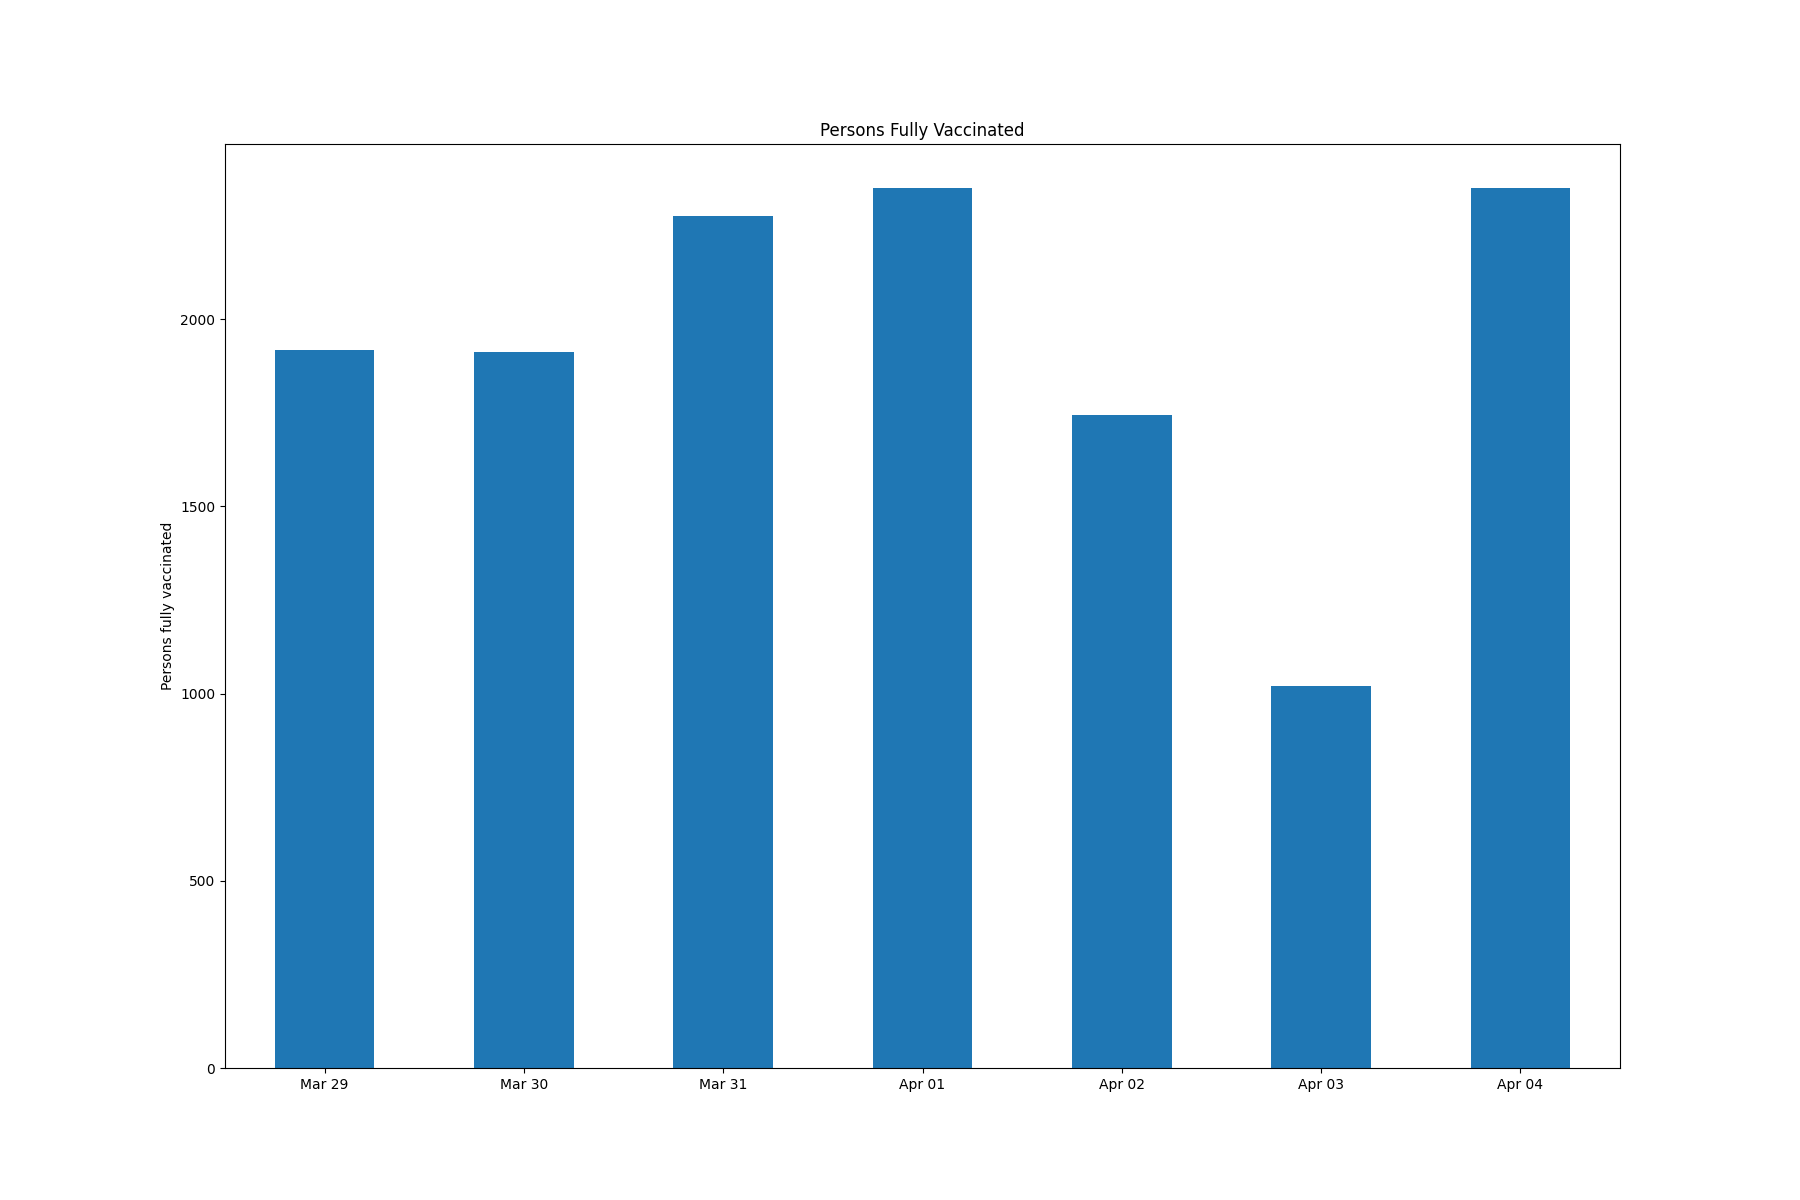 Persons Fully Vaccinated
Persons fully vaccinated
2000
1500
1000
500
0
Mar 29 Mar 30 Mar 31 Apr 01 Apr 02 Apr 03 Apr 04